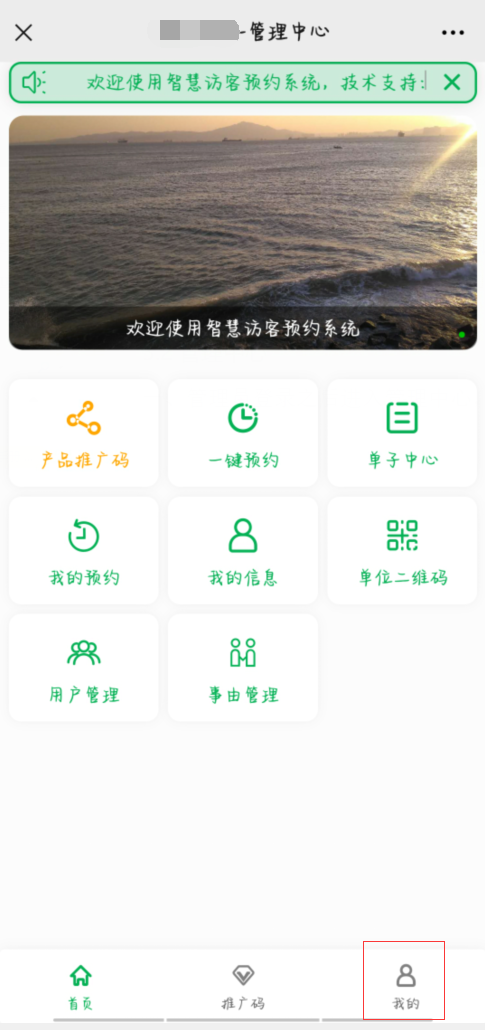 -管理中心
欢迎使用智慧访客预约系统，技术支持:
欢迎使用智慧访客预约系统
产品推广码
一键预约
单子中心
我的预约
我的信息
单位二维码
用户管理
事由管理
首页
推广码
我的